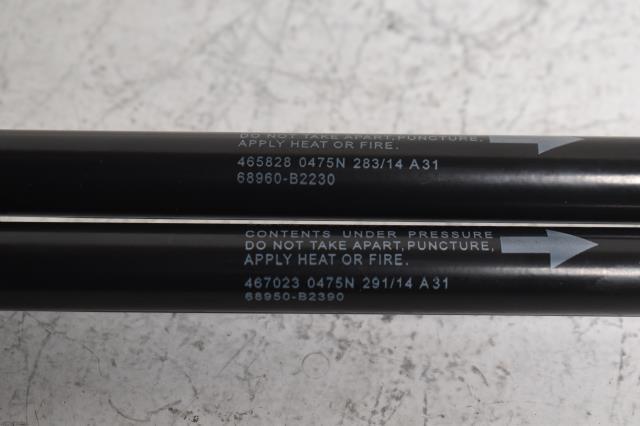 DO NOT TAKE APART, PUNCTURE,
APPLY HEAT OR FIRE.
465828 0475N 283/14 A31
68960-B2230
CONTENTS UNDER PRESSURE
DO NOT TAKE APART, PUNCTURE,
APPLY HEAT OR FIRE.
467023 0475N 291/14 A31
68950-B2390